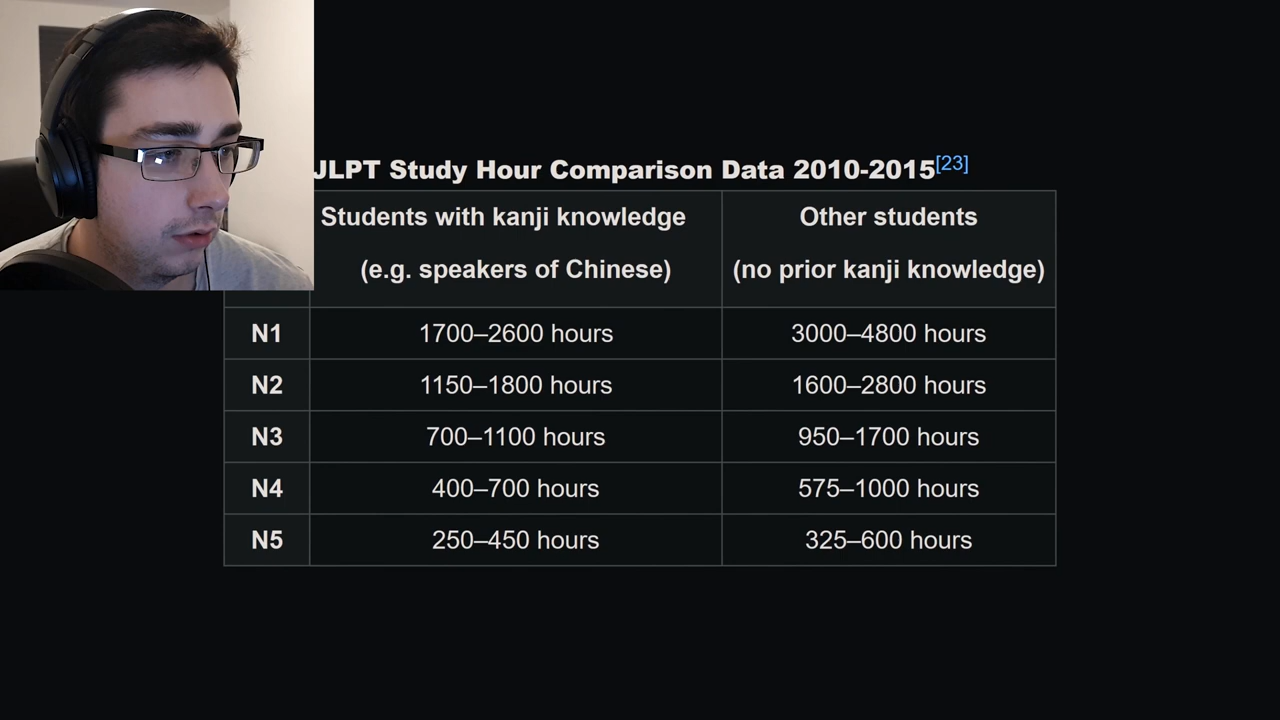 JLPT Study Hour Comparison Data 2010-2015[23]
Students with kanji knowledge Other students
(e.g. speakers of Chinese) (no prior kanji knowledge)
N1 1700–2600 hours 3000–4800 hours
N2 1150–1800 hours 1600–2800 hours
N3 700–1100 hours 950–1700 hours
N4 400–700 hours 575–1000 hours
N5 250–450 hours 325–600 hours